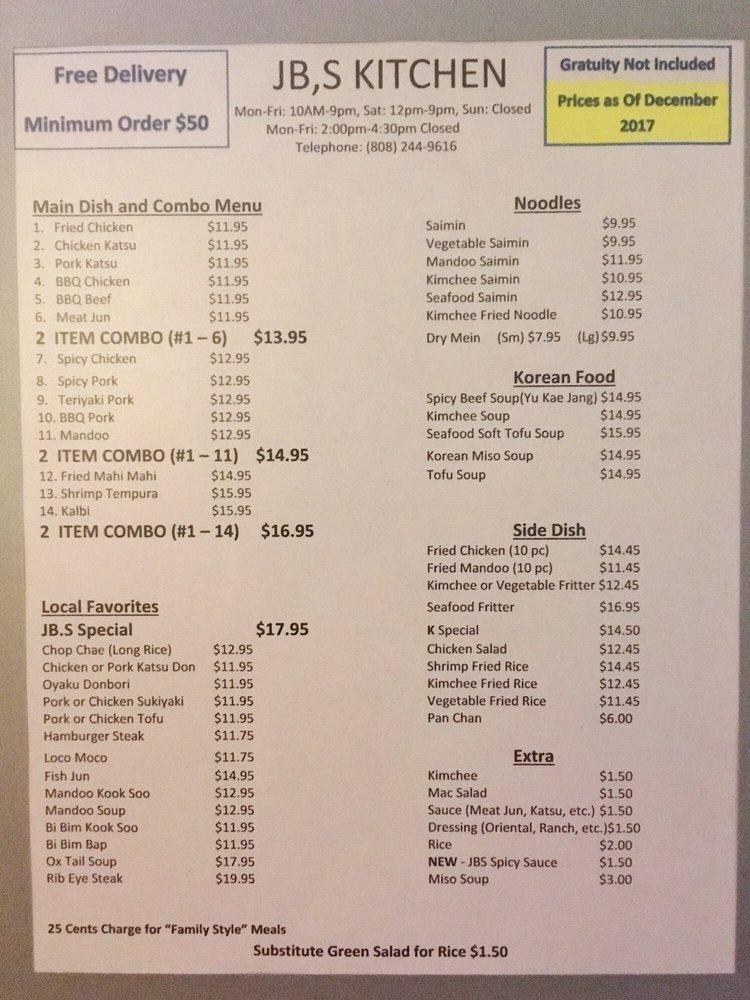 Free Delivery
Minimum Order $50
JB,S KITCHEN
Mon-Fri: 10AM-9pm, Sat: 12pm-9pm, Sun: Closed
Mon-Fri: 2:00pm-4:30pm Closed
Telephone: (808) 244-9616
Gratuity Not Included
Prices as Of December
2017
Main Dish and Combo Menu
1. Fried Chicken $11.95
2. Chicken Katsu $11.95
3. Pork Katsu $11.95
4. BBQ Chicken $11.95
5. BBQ Beef $11.95
6. Meat Jun $11.95
2 ITEM COMBO (#1 – 6) $13.95
7. Spicy Chicken $12.95
8. Spicy Pork $12.95
9. Teriyaki Pork $12.95
10. BBQ Pork $12.95
11. Mandoo $12.95
2 ITEM COMBO (#1 – 11) $14.95
12. Fried Mahi Mahi $14.95
13. Shrimp Tempura $15.95
14. Kalbi $15.95
2 ITEM COMBO (#1 – 14) $16.95
Local Favorites
JB.S Special $17.95
Chop Chae (Long Rice) $12.95
Chicken or Pork Katsu Don $11.95
Oyaku Donbori $11.95
Pork or Chicken Sukiyaki $11.95
Pork or Chicken Tofu $11.95
Hamburger Steak $11.75
Loco Moco $11.75
Fish Jun $14.95
Mandoo Kook Soo $12.95
Mandoo Soup $12.95
Bi Bim Kook Soo $11.95
Bi Bim Bap $11.95
Ox Tail Soup $17.95
Rib Eye Steak $19.95
Noodles
Saimin $9.95
Vegetable Saimin $9.95
Mandoo Saimin $11.95
Kimchee Saimin $10.95
Seafood Saimin $12.95
Kimchee Fried Noodle $10.95
Dry Mein (Sm) $7.95 (Lg) $9.95
Korean Food
Spicy Beef Soup(Yu Kae Jang) $14.95
Kimchee Soup $14.95
Seafood Soft Tofu Soup $15.95
Korean Miso Soup $14.95
Tofu Soup $14.95
Side Dish
Fried Chicken (10 pc) $14.45
Fried Mandoo (10 pc) $11.45
Kimchee or Vegetable Fritter $12.45
Seafood Fritter $16.95
K Special $14.50
Chicken Salad $12.45
Shrimp Fried Rice $14.45
Kimchee Fried Rice $12.45
Vegetable Fried Rice $11.45
Pan Chan $6.00
Extra
Kimchee $1.50
Mac Salad $1.50
Sauce (Meat Jun, Katsu, etc.) $1.50
Dressing (Oriental, Ranch, etc.)$1.50
Rice $2.00
NEW - JBS Spicy Sauce $1.50
Miso Soup $3.00
25 Cents Charge for “Family Style” Meals
Substitute Green Salad for Rice $1.50